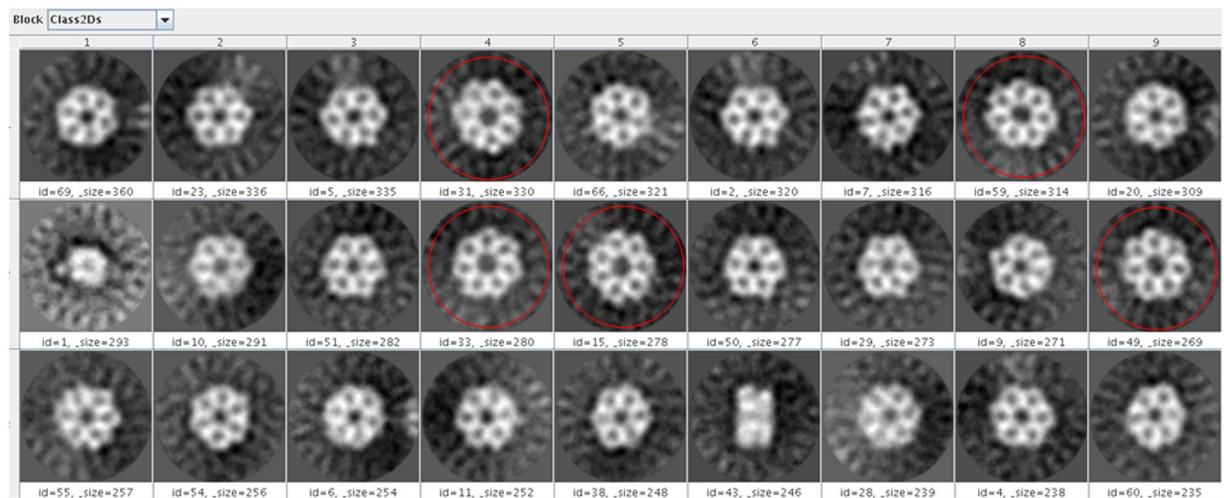 Block Class2Ds
1 2 3 4 5 6 7 8 9
id=69, _size=360 id=23, _size=336 id=5, _size=335 id=31, _size=330 id=66, _size=321 id=2, _size=320 id=7, _size=316 id=59, _size=314 id=20, _size=309
id=1, _size=293 id=10, _size=291 id=51, _size=282 id=33, _size=280 id=15, _size=278 id=50, _size=277 id=29, _size=273 id=9, _size=271 id=49, _size=269
id=55, _size=257 id=54, _size=256 id=6, _size=254 id=11, _size=252 id=38, _size=248 id=43, _size=246 id=28, _size=239 id=4, _size=238 id=60, _size=235